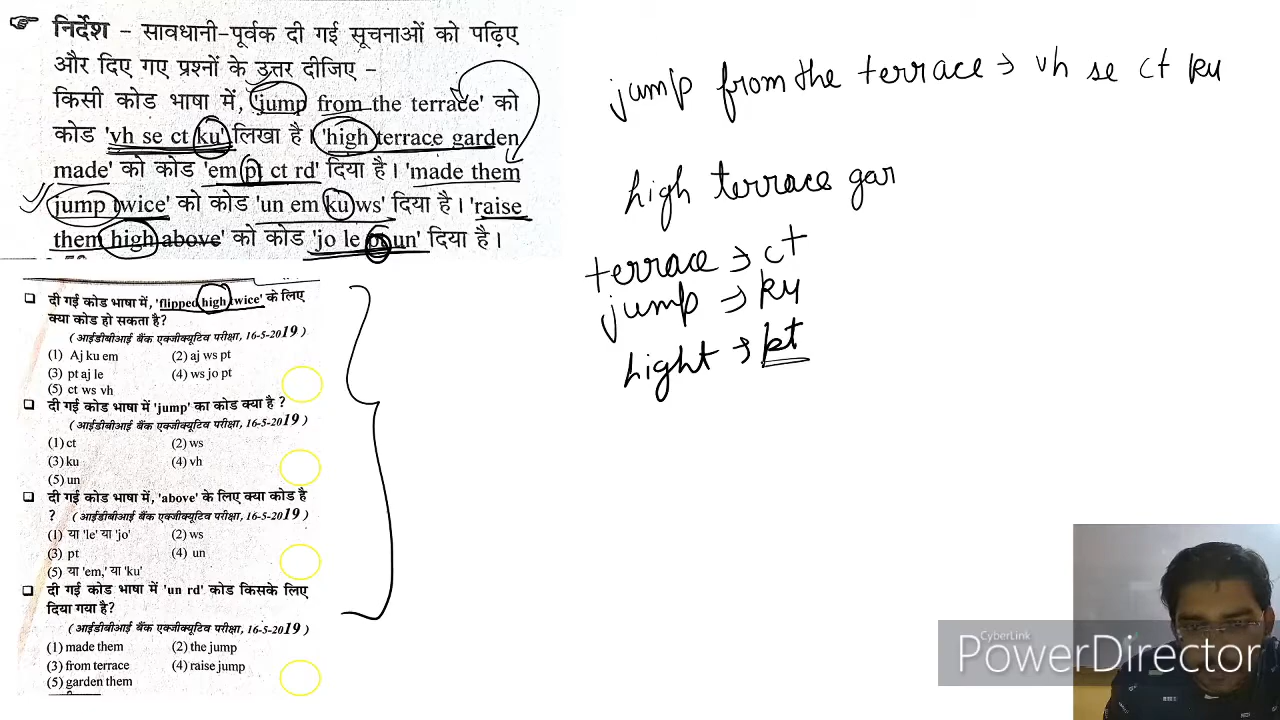 निर्देश - सावधानी-पूर्वक दी गई सूचनाओं को पढ़िए
और दिए गए प्रश्नों के उत्तर दीजिए -
किसी कोड भाषा में, 'jump from the terrace' को
कोड 'vh se ct ku' लिखा है। 'high terrace garden
made' को कोड 'em pt ct rd' दिया है। 'made them
jump twice' को कोड 'un em ku ws' दिया है। 'raise
them high above' को कोड 'jo le pt un' दिया है।
❑ दी गई कोड भाषा में, 'flipped high twice' के लिए
क्या कोड हो सकता है?
(आईडीबीआई बैंक एक्जीक्यूटिव परीक्षा, 16-5-2019)
(1) Aj ku em (2) aj ws pt
(3) pt aj le (4) ws jo pt
(5) ct ws vh
❑ दी गई कोड भाषा में 'jump' का कोड क्या है ?
(आईडीबीआई बैंक एक्जीक्यूटिव परीक्षा, 16-5-2019)
(1) ct (2) ws
(3) ku (4) vh
(5) un
❑ दी गई कोड भाषा में, 'above' के लिए क्या कोड है
? (आईडीबीआई बैंक एक्जीक्यूटिव परीक्षा, 16-5-2019)
(1) या 'le' या 'jo' (2) ws
(3) pt (4) un
(5) या 'em,' या 'ku'
❑ दी गई कोड भाषा में 'un rd' कोड किसके लिए
दिया गया है?
(आईडीबीआई बैंक एक्जीक्यूटिव परीक्षा, 16-5-2019)
(1) made them (2) the jump
(3) from terrace (4) raise jump
(5) garden them
jump from the terrace → vh se ct ku
high terrace gar
terrace → ct
jump → ku
hight → pt
CyberLink
PowerDirector